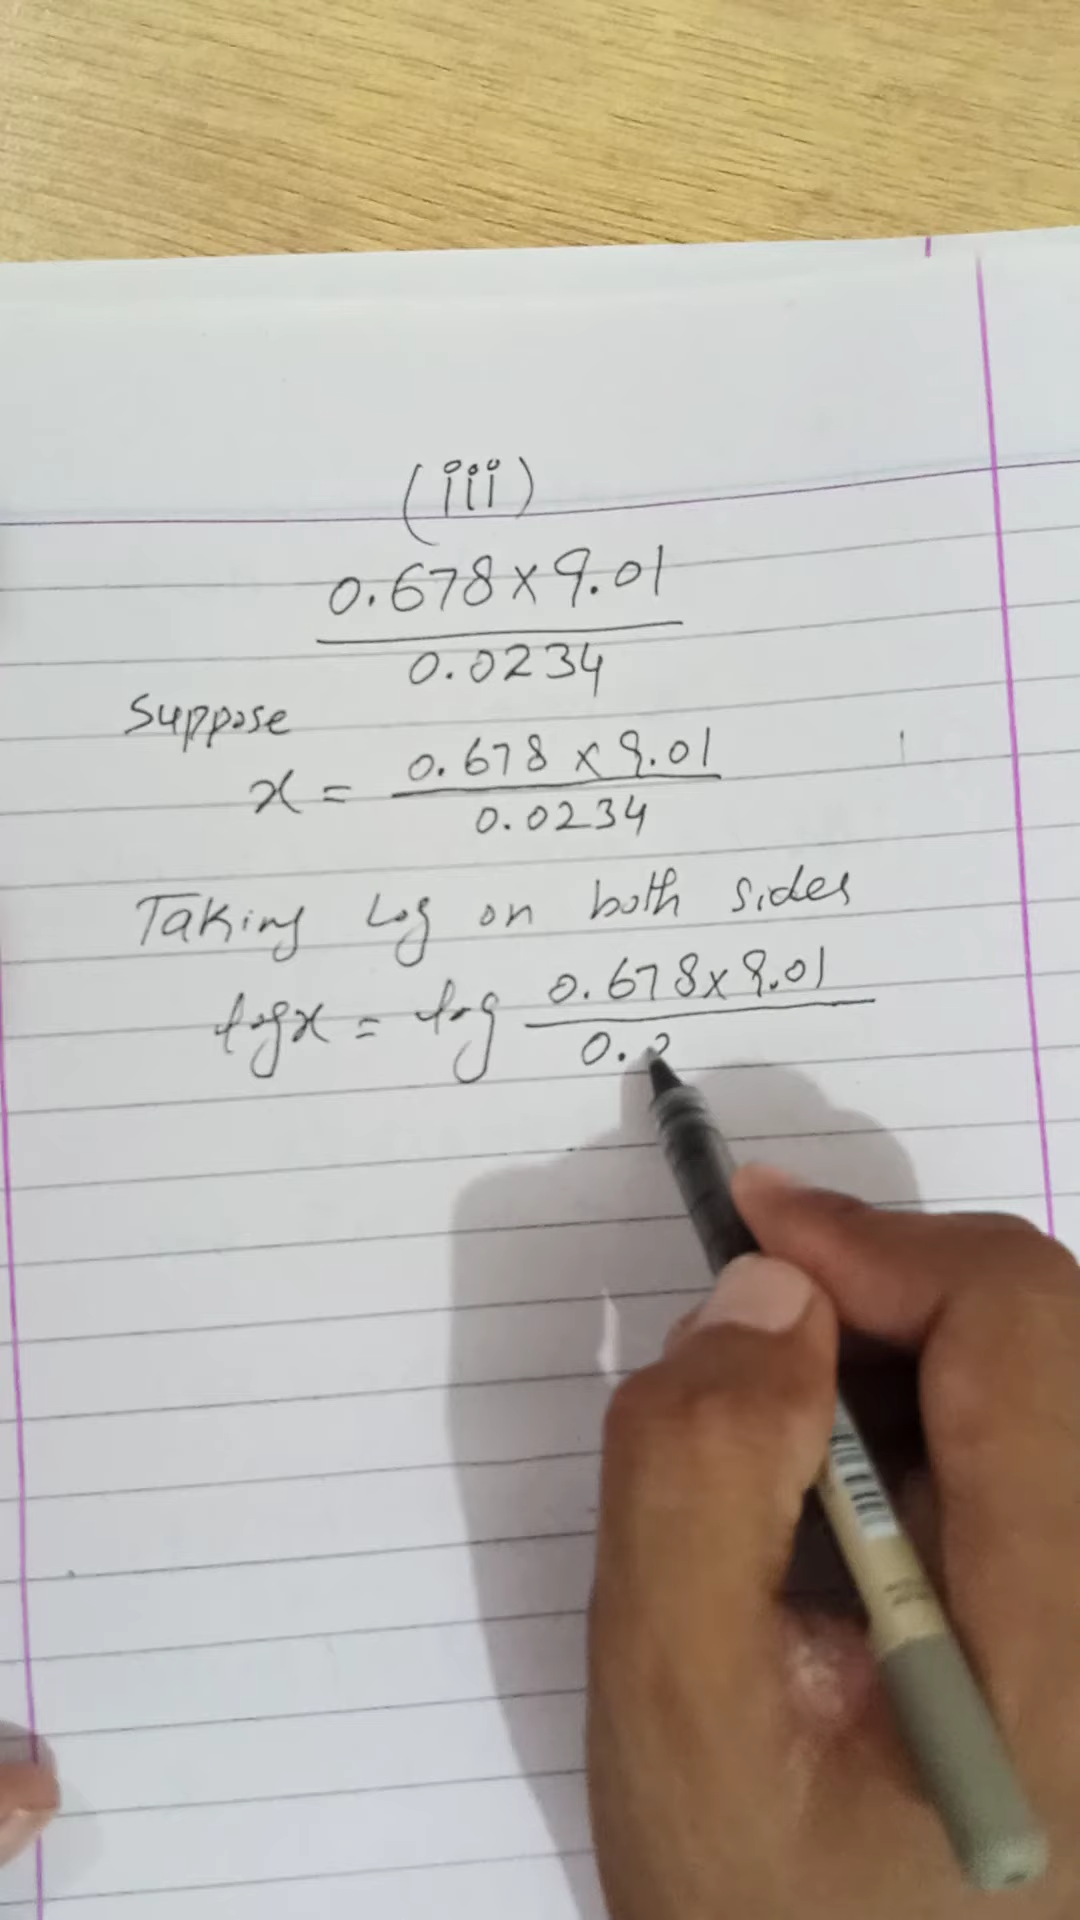 (iii)
0.678 x 9.01
0.0234
Suppose
x = 0.678 x 9.01
0.0234
Taking Log on both sides
log x = log 0.678 x 9.01
0.